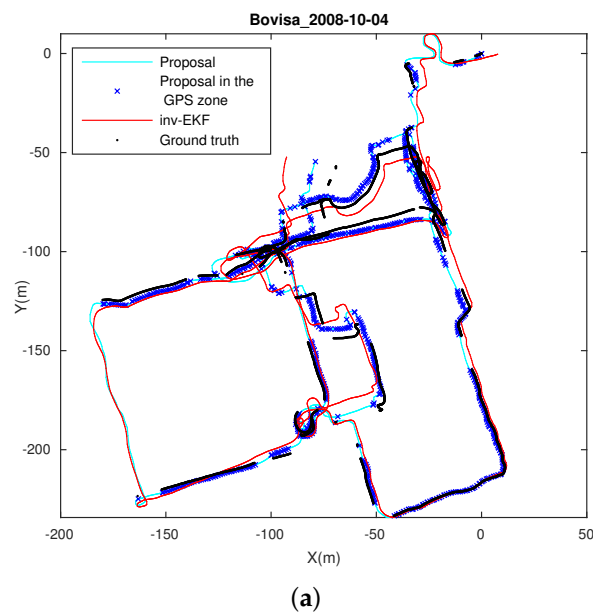 Bovisa_2008-10-04
Proposal
Proposal in the
GPS zone
inv-EKF
Ground truth
0
-50
-100
-150
-200
Y(m)
-200 -150 -100 -50 0 50
X(m)
(a)